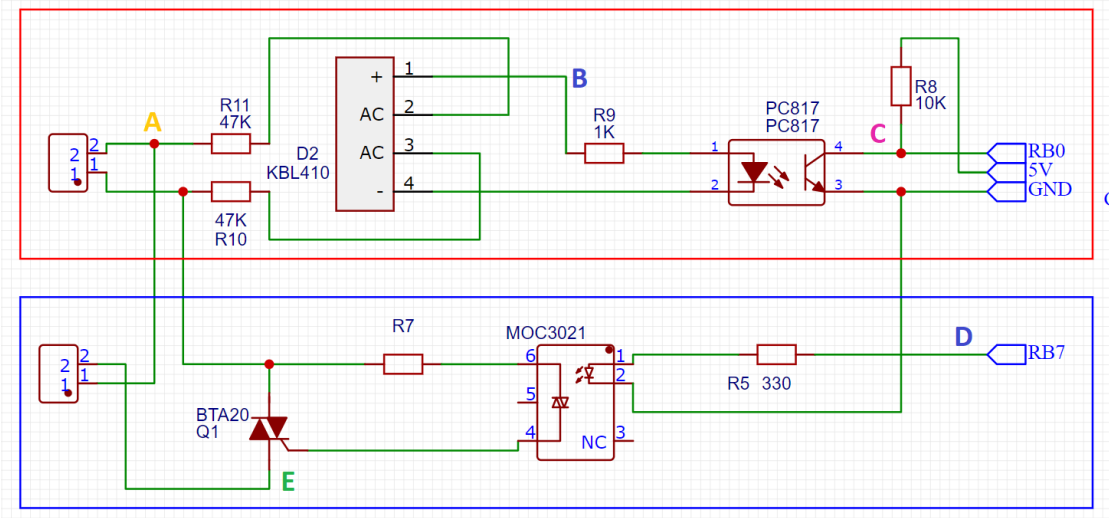 A
B
C
R11
47K
2
1
2
1
D2
KBL410
+
AC
AC
-
1
2
3
4
47K
R10
R9
1K
PC817
PC817
1
2
4
3
R8
10K
RB0
5V
GND
2
1
2
1
R7
MOC3021
6
5
4
1
2
3
NC
R5 330
D
RB7
BTA20
Q1
E